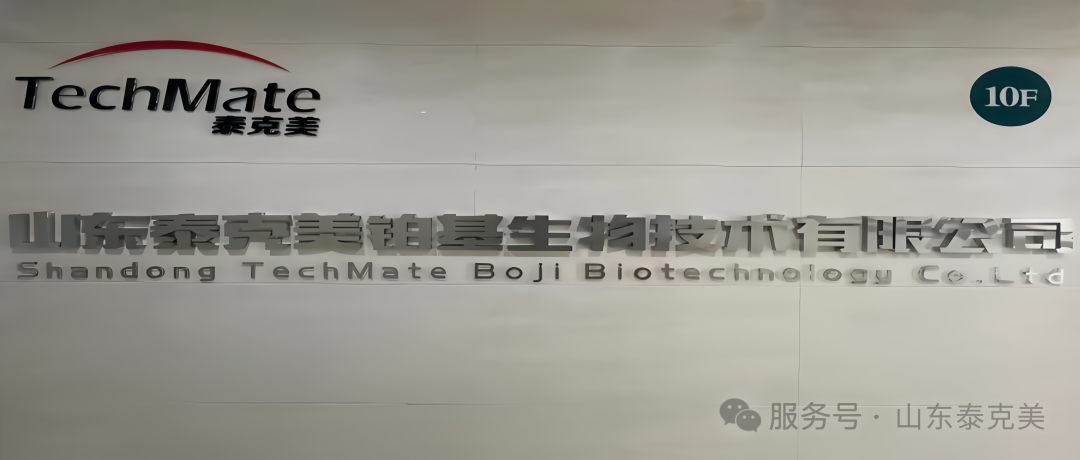 TechMate
泰克美
10F
山东泰克美铂基生物技术有限公司
Shandong TechMate Boji Biotechnology Co.,Ltd
服务号 · 山东泰克美